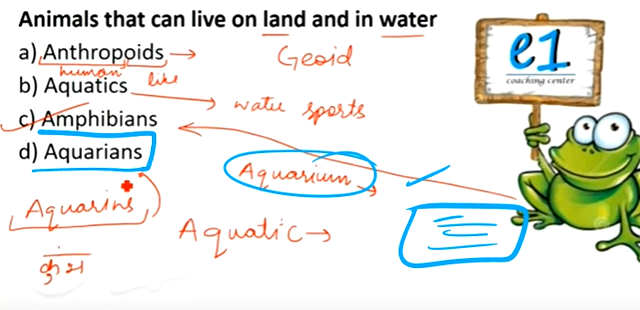 Animals that can live on land and in water
a) Anthropoids → Geoid
human like
b) Aquatics → water sports
c) Amphibians
d) Aquarians
Aquarium →
Aquarius
Aquatic →
कुंभ
e1
coaching center